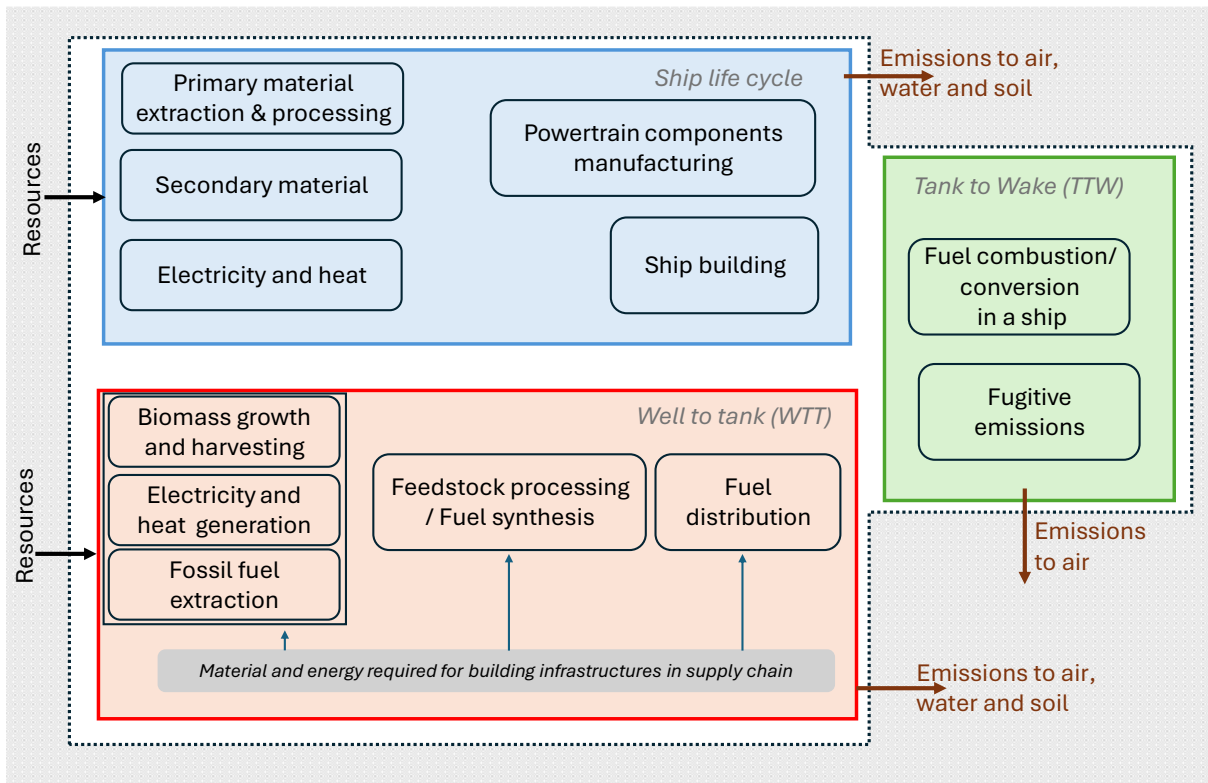 Ship life cycle
Primary material
extraction & processing
Secondary material
Electricity and heat
Powertrain components
manufacturing
Ship building
Resources
Emissions to air,
water and soil
Tank to Wake (TTW)
Fuel combustion/
conversion
in a ship
Fugitive
emissions
Emissions
to air
Well to tank (WTT)
Biomass growth
and harvesting
Electricity and
heat generation
Fossil fuel
extraction
Feedstock processing
/ Fuel synthesis
Fuel
distribution
Material and energy required for building infrastructures in supply chain
Resources
Emissions to air,
water and soil